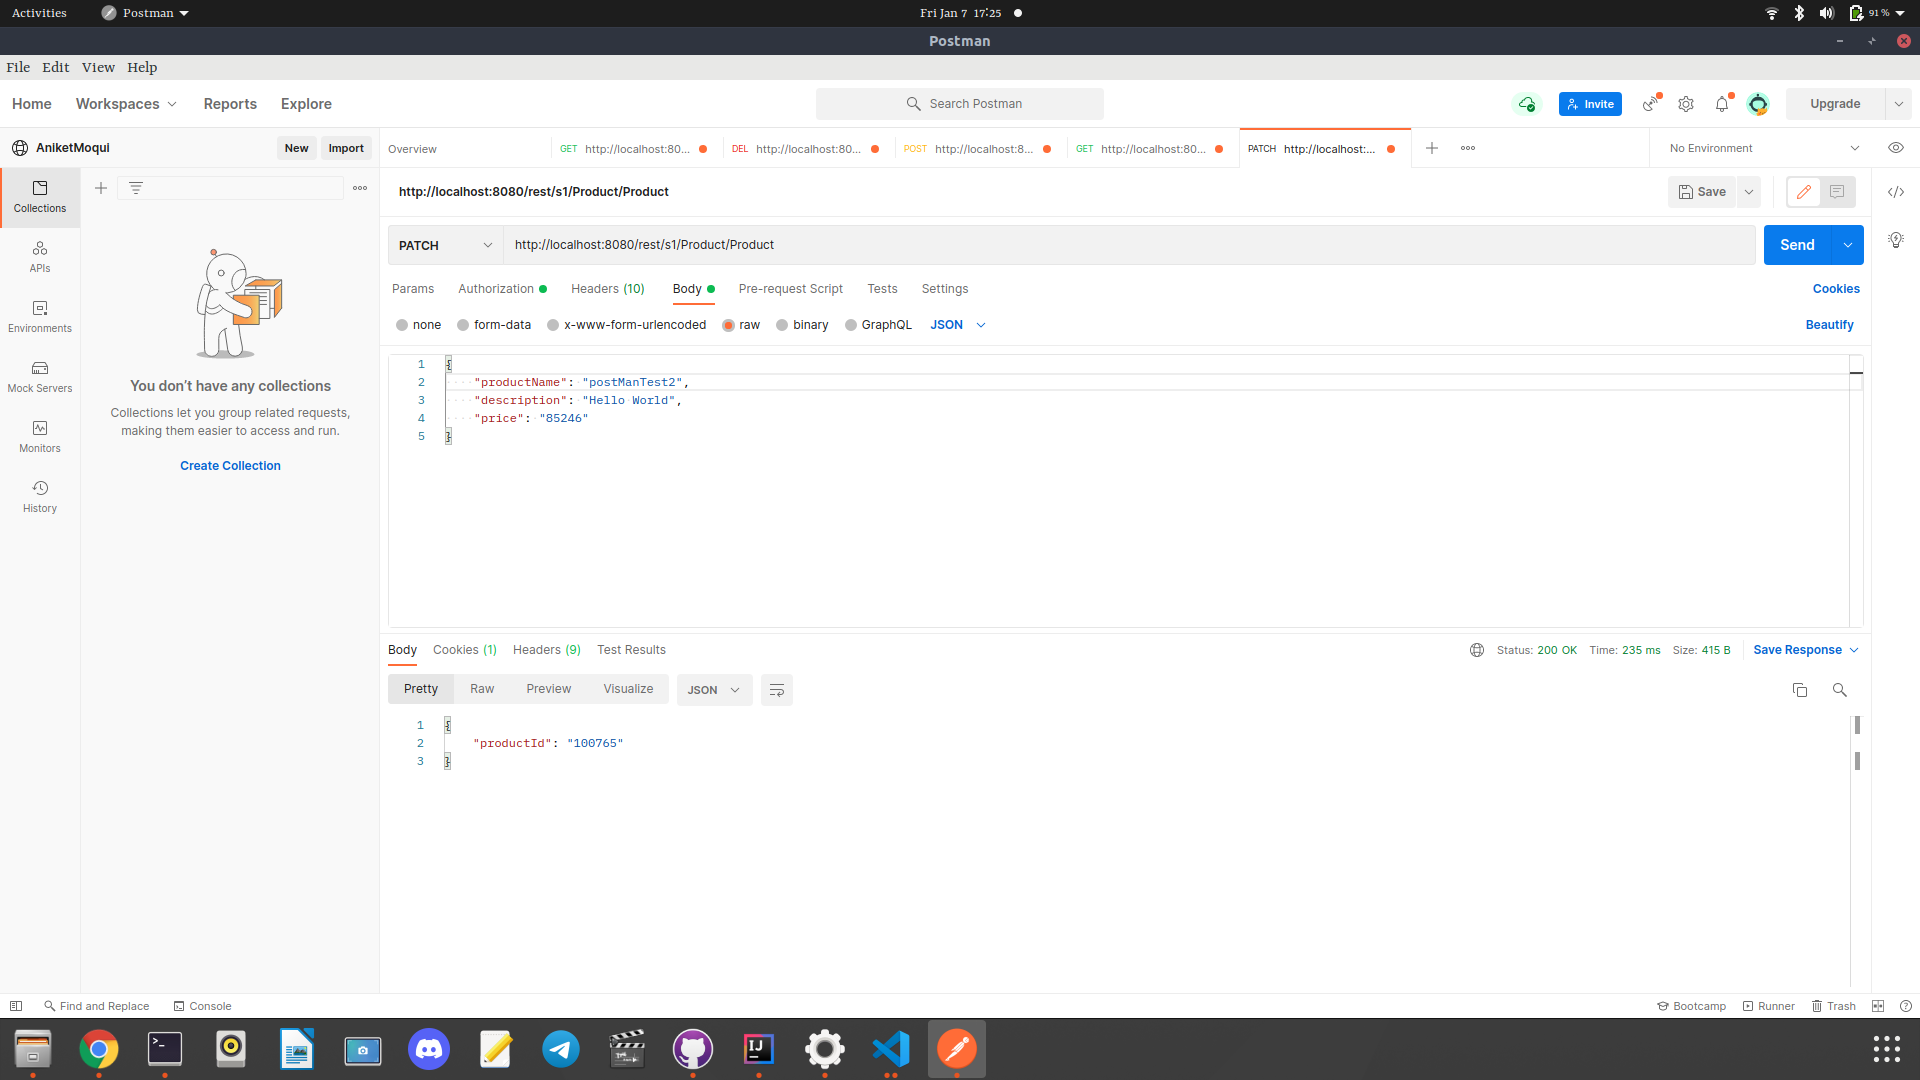 Activities Postman Fri Jan 7 17:25 91 %
Postman
File Edit View Help
Home Workspaces Reports Explore Search Postman Invite Upgrade
AniketMoqui New Import Overview GET http://localhost:80... DEL http://localhost:80... POST http://localhost:8... GET http://localhost:80... PATCH http://localhost:... No Environment
Collections
APIs
Environments
Mock Servers
Monitors
History
You don’t have any collections
Collections let you group related requests,
making them easier to access and run.
Create Collection
http://localhost:8080/rest/s1/Product/Product Save
PATCH http://localhost:8080/rest/s1/Product/Product Send
Params Authorization Headers (10) Body Pre-request Script Tests Settings Cookies
none form-data x-www-form-urlencoded raw binary GraphQL JSON Beautify
1 {
2 "productName": "postManTest2",
3 "description": "Hello World",
4 "price": "85246"
5 }
Body Cookies (1) Headers (9) Test Results Status: 200 OK Time: 235 ms Size: 415 B Save Response
Pretty Raw Preview Visualize JSON
1 {
2 "productId": "100765"
3 }
Find and Replace Console Bootcamp Runner Trash
>_
IJ